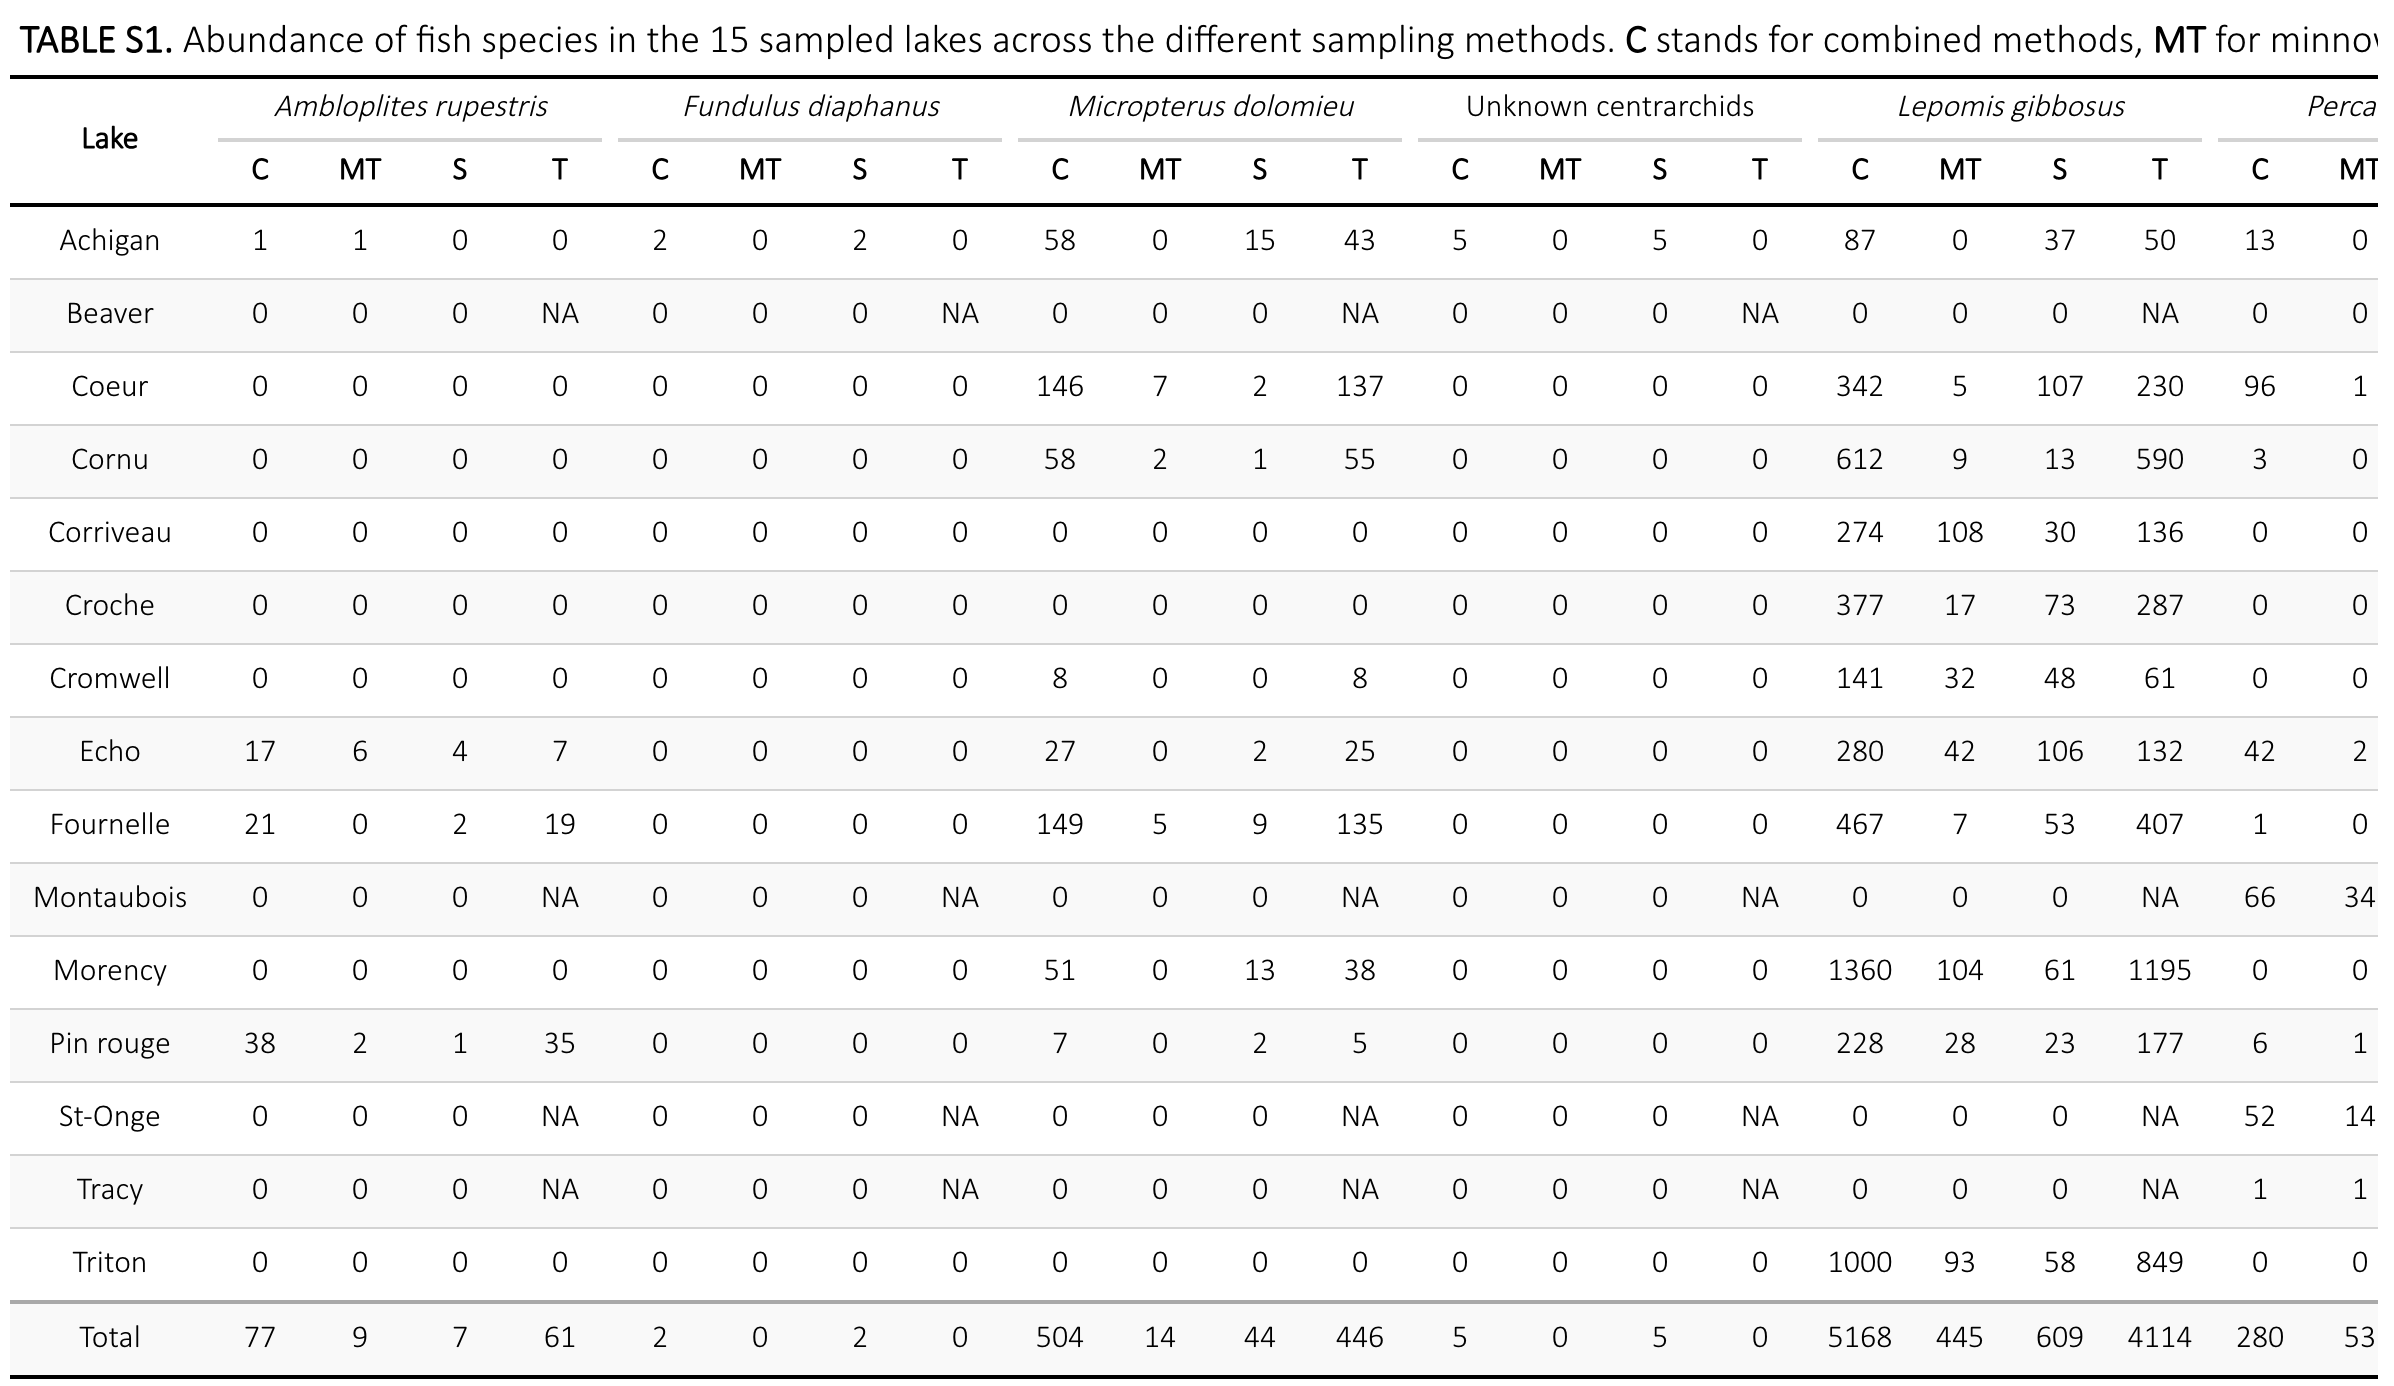 TABLE S1. Abundance of fish species in the 15 sampled lakes across the different sampling methods. C stands for combined methods, MT for
Lake Ambloplites rupestris Fundulus diaphanus Micropterus dolomieu Unknown centrarchids Lepomis gibbosus Perca
C MT S T C MT S T C MT S T C MT S T C MT S T C MT
Achigan 1 1 0 0 2 0 2 0 58 0 15 43 5 0 5 0 87 0 37 50 13 0
Beaver 0 0 0 NA 0 0 0 NA 0 0 0 NA 0 0 0 NA 0 0 0 NA 0 0
Coeur 0 0 0 0 0 0 0 0 146 7 2 137 0 0 0 0 342 5 107 230 96 1
Cornu 0 0 0 0 0 0 0 0 58 2 1 55 0 0 0 0 612 9 13 590 3 0
Corriveau 0 0 0 0 0 0 0 0 0 0 0 0 0 0 0 0 274 108 30 136 0 0
Croche 0 0 0 0 0 0 0 0 0 0 0 0 0 0 0 0 377 17 73 287 0 0
Cromwell 0 0 0 0 0 0 0 0 8 0 0 8 0 0 0 0 141 32 48 61 0 0
Echo 17 6 4 7 0 0 0 0 27 0 2 25 0 0 0 0 280 42 106 132 42 2
Fournelle 21 0 2 19 0 0 0 0 149 5 9 135 0 0 0 0 467 7 53 407 1 0
Montaubois 0 0 0 NA 0 0 0 NA 0 0 0 NA 0 0 0 NA 0 0 0 NA 66 34
Morency 0 0 0 0 0 0 0 0 51 0 13 38 0 0 0 0 1360 104 61 1195 0 0
Pin rouge 38 2 1 35 0 0 0 0 7 0 2 5 0 0 0 0 228 28 23 177 6 1
St-Onge 0 0 0 NA 0 0 0 NA 0 0 0 NA 0 0 0 NA 0 0 0 NA 52 14
Tracy 0 0 0 NA 0 0 0 NA 0 0 0 NA 0 0 0 NA 0 0 0 NA 1 1
Triton 0 0 0 0 0 0 0 0 0 0 0 0 0 0 0 0 1000 93 58 849 0 0
Total 77 9 7 61 2 0 2 0 504 14 44 446 5 0 5 0 5168 445 609 4114 280 53